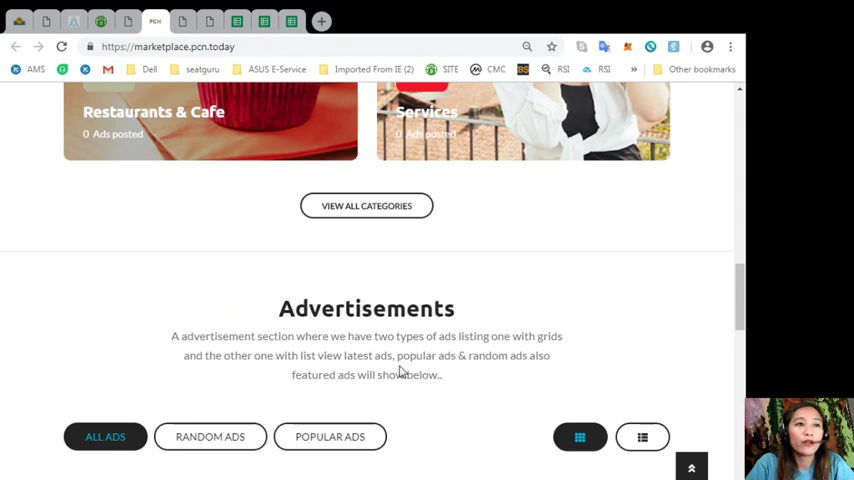 PCN
https://marketplace.pcn.today
AMS
Dell
seatguru
ASUS E-Service
Imported From IE (2)
SITE
CMC
BS
RSI
RSI
»
Other bookmarks
Restaurants & Cafe
0 Ads posted
Services
0 Ads posted
VIEW ALL CATEGORIES
Advertisements
A advertisement section where we have two types of ads listing one with grids
and the other one with list view latest ads, popular ads & random ads also
featured ads will show below..
ALL ADS
RANDOM ADS
POPULAR ADS